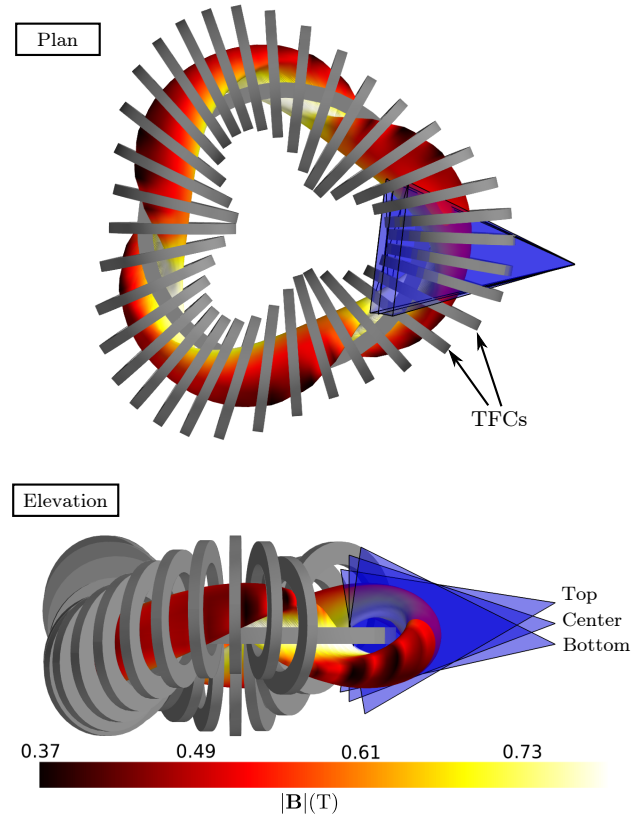 Plan
TFCs
Elevation
Top
Center
Bottom
0.37 0.49 0.61 0.73
|B|(T)